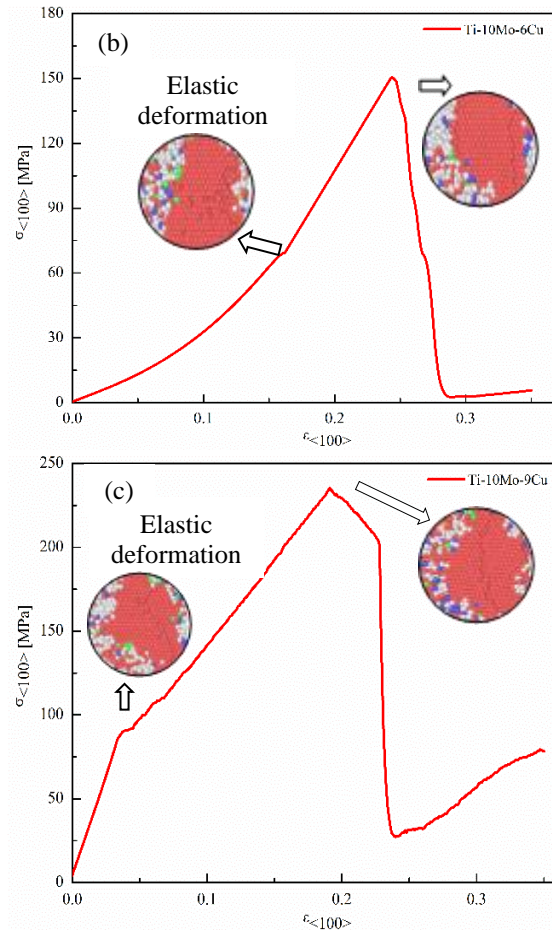 180
(b)
Ti-10Mo-6Cu
150
Elastic
deformation
120
σ<100> [MPa]
90
60
30
0
0.0
0.1
0.2
0.3
ε<100>
250
(c)
Ti-10Mo-9Cu
Elastic
deformation
200
σ<100> [MPa]
150
100
50
0
0.0
0.1
0.2
0.3
ε<100>